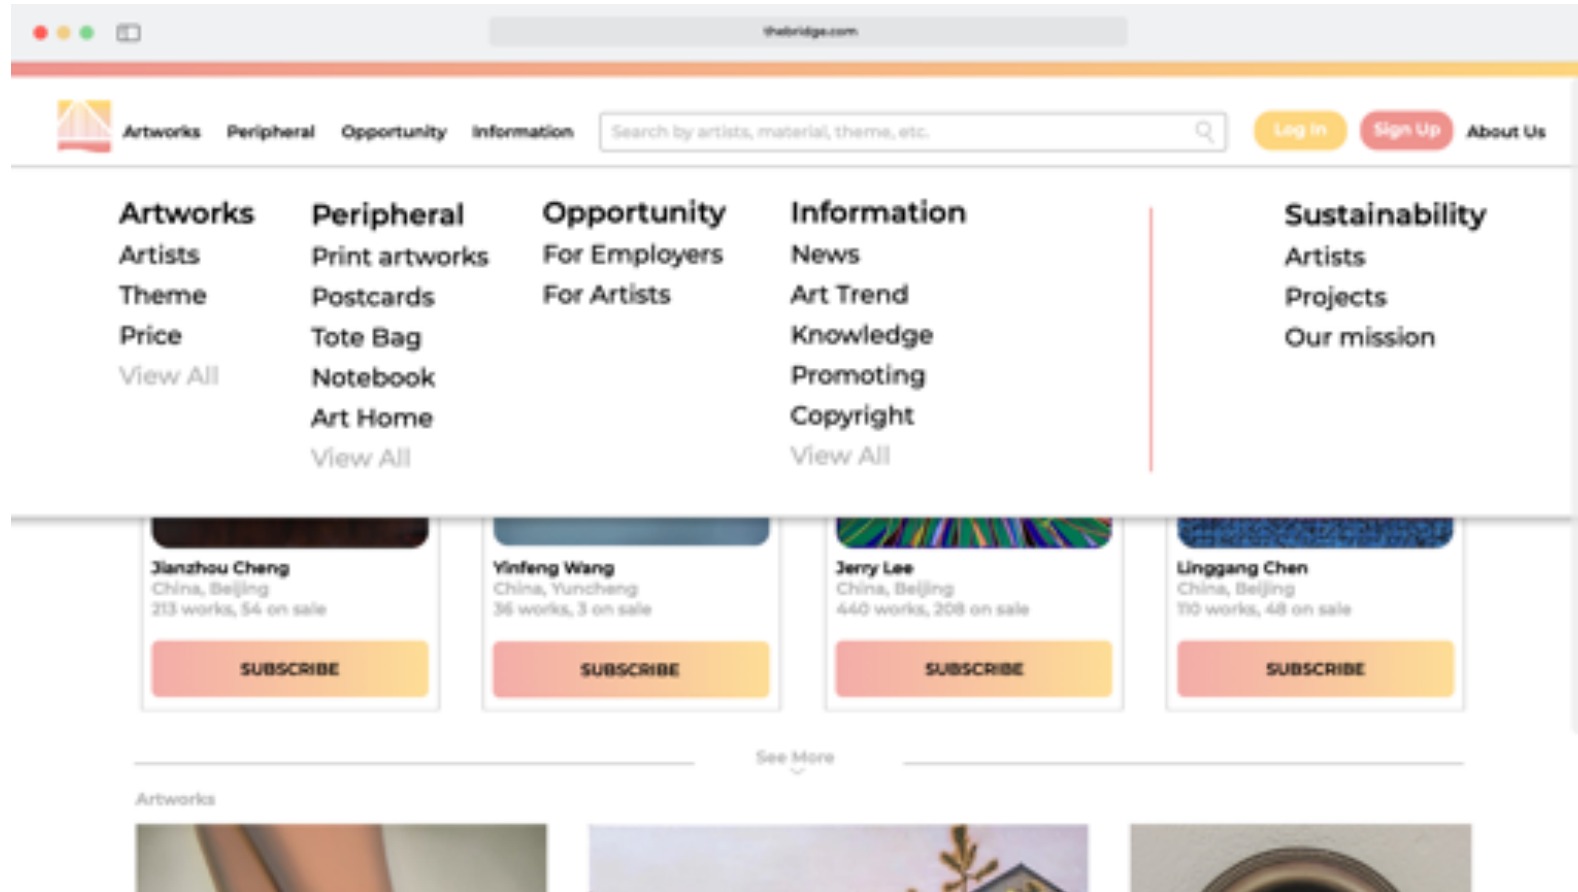 thebridge.com
Artworks Peripheral Opportunity Information Search by artists, material, theme, etc. Log In Sign Up About Us
Artworks
Artists
Theme
Price
View All
Peripheral
Print artworks
Postcards
Tote Bag
Notebook
Art Home
View All
Opportunity
For Employers
For Artists
Information
News
Art Trend
Knowledge
Promoting
Copyright
View All
Sustainability
Artists
Projects
Our mission
Jianzhou Cheng
China, Beijing
213 works, 54 on sale
SUBSCRIBE
Yinfeng Wang
China, Yuncheng
36 works, 3 on sale
SUBSCRIBE
Jerry Lee
China, Beijing
440 works, 208 on sale
SUBSCRIBE
Linggang Chen
China, Beijing
110 works, 48 on sale
SUBSCRIBE
See More
Artworks